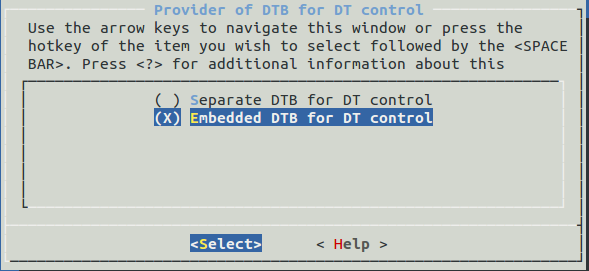 Provider of DTB for DT control
Use the arrow keys to navigate this window or press the
hotkey of the item you wish to select followed by the <SPACE
BAR>. Press <?> for additional information about this
( ) Separate DTB for DT control
(X) Embedded DTB for DT control
<Select> < Help >